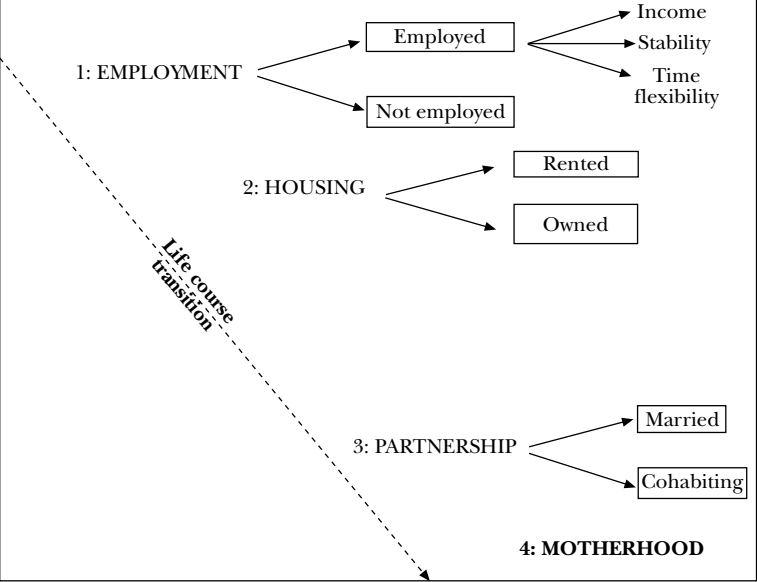 Income
Employed
Stability
1: EMPLOYMENT
Time
flexibility
Not employed
Rented
2: HOUSING
Owned
Life course
transition
Married
3: PARTNERSHIP
Cohabiting
4: MOTHERHOOD